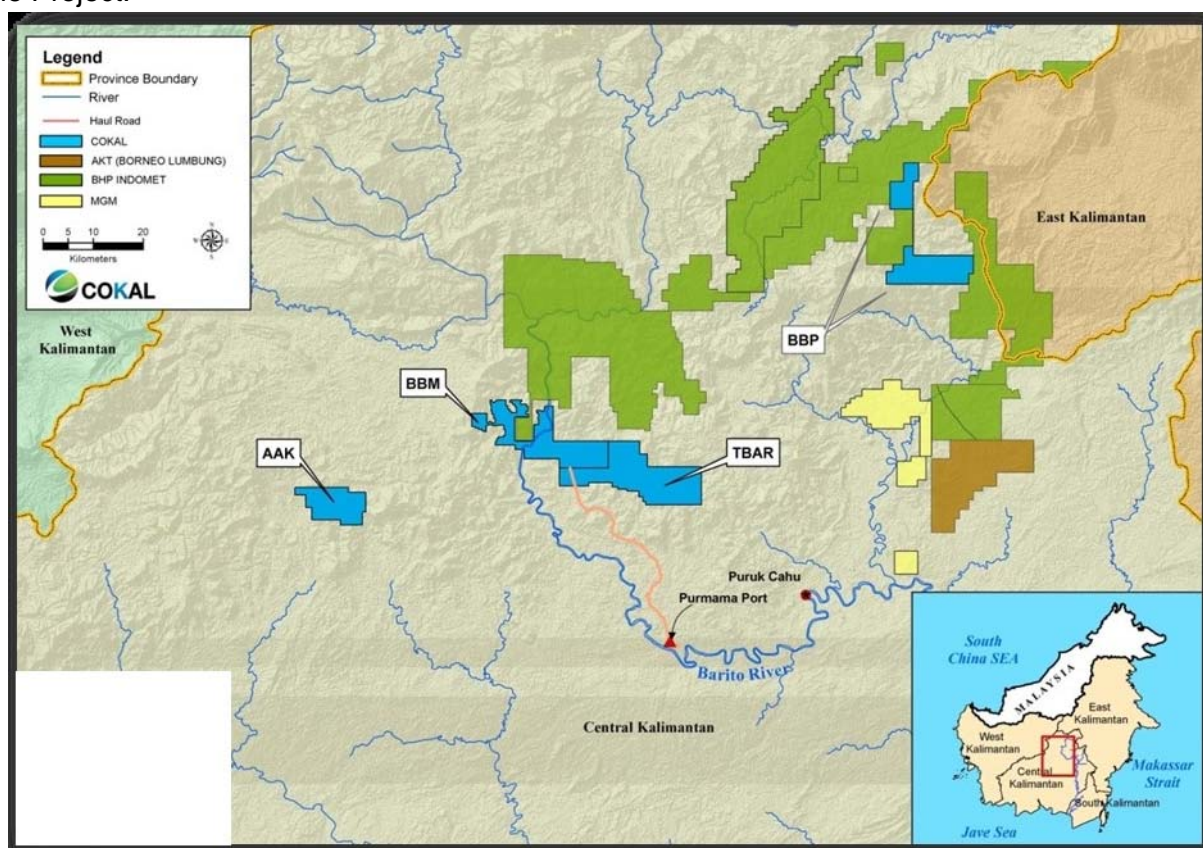 Legend
Province Boundary
River
Haul Road
COKAL
AKT (BORNEO LUMBUNG)
BHP INDOMET
MGM
0 5 10 20
Kilometers
COKAL
West
Kalimantan
East Kalimantan
BBP
BBM
AAK
TBAR
Puruk Cahu
Purmama Port
Barito River
Central Kalimantan
South
China SEA
MALAYSIA
East
Kalimantan
West
Kalimantan
Central
Kalimantan
Makassar
Strait
South Kalimantan
Jave Sea